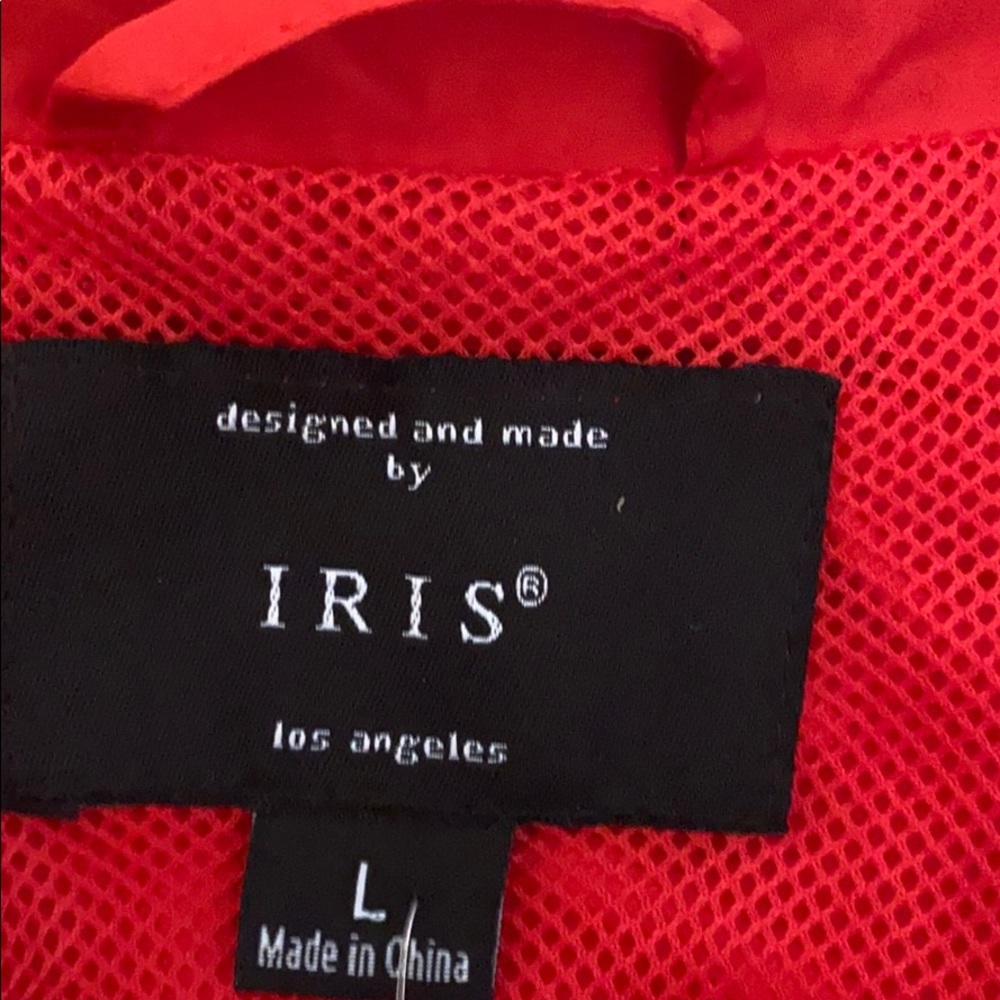 designed and made
by
IRIS®
los angeles
L
Made in China